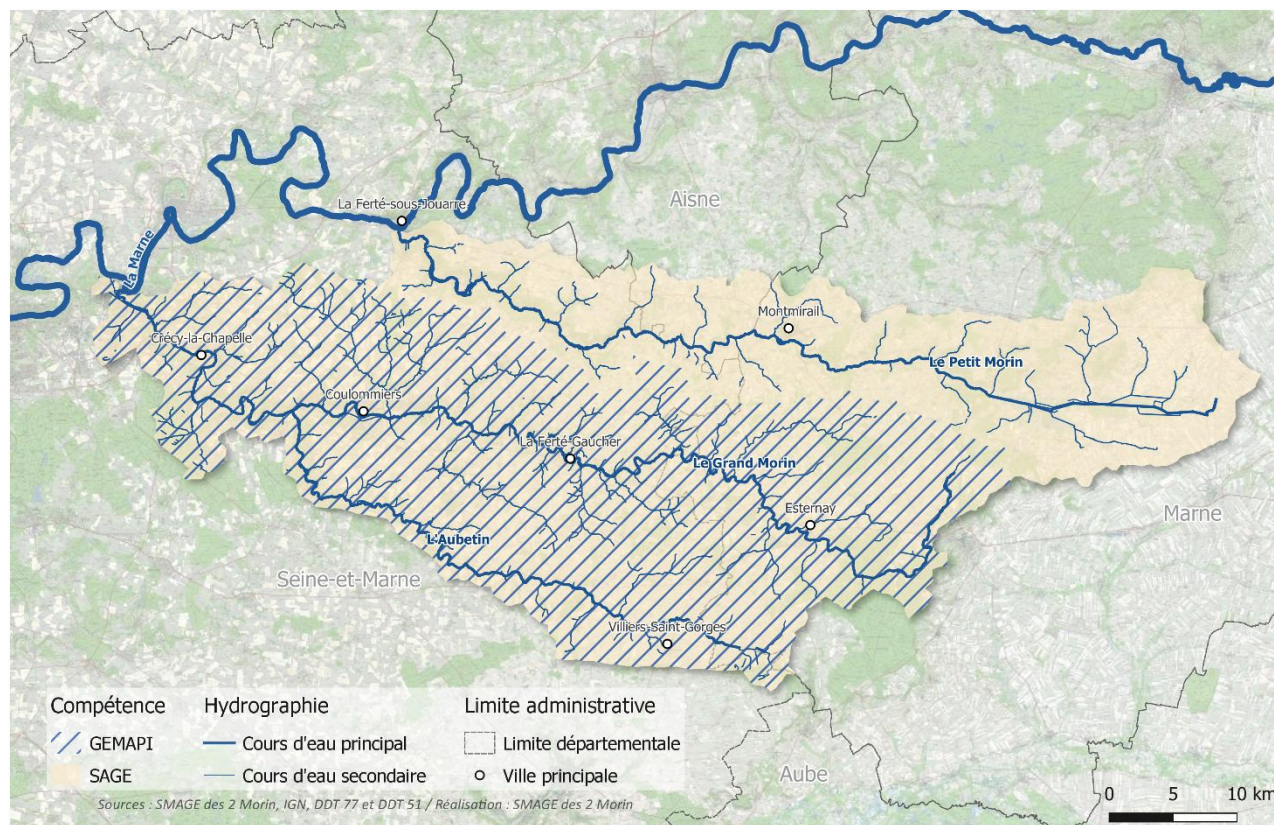 Aisne
La Ferté-sous-Jouarre
La Marne
Montmirail
Crécy-la-Chapelle
Le Petit Morin
Coulommiers
La Ferté-Gaucher
Le Grand Morin
Esternay
Marne
L'Aubetin
Seine-et-Marne
Villiers-Saint-Gorges
Compétence
Hydrographie
Limite administrative
GEMAPI
Cours d'eau principal
Limite départementale
SAGE
Cours d'eau secondaire
Ville principale
Aube
Sources : SMAGE des 2 Morin, IGN, DDT 77 et DDT 51 / Réalisation : SMAGE des 2 Morin
0 5 10 km